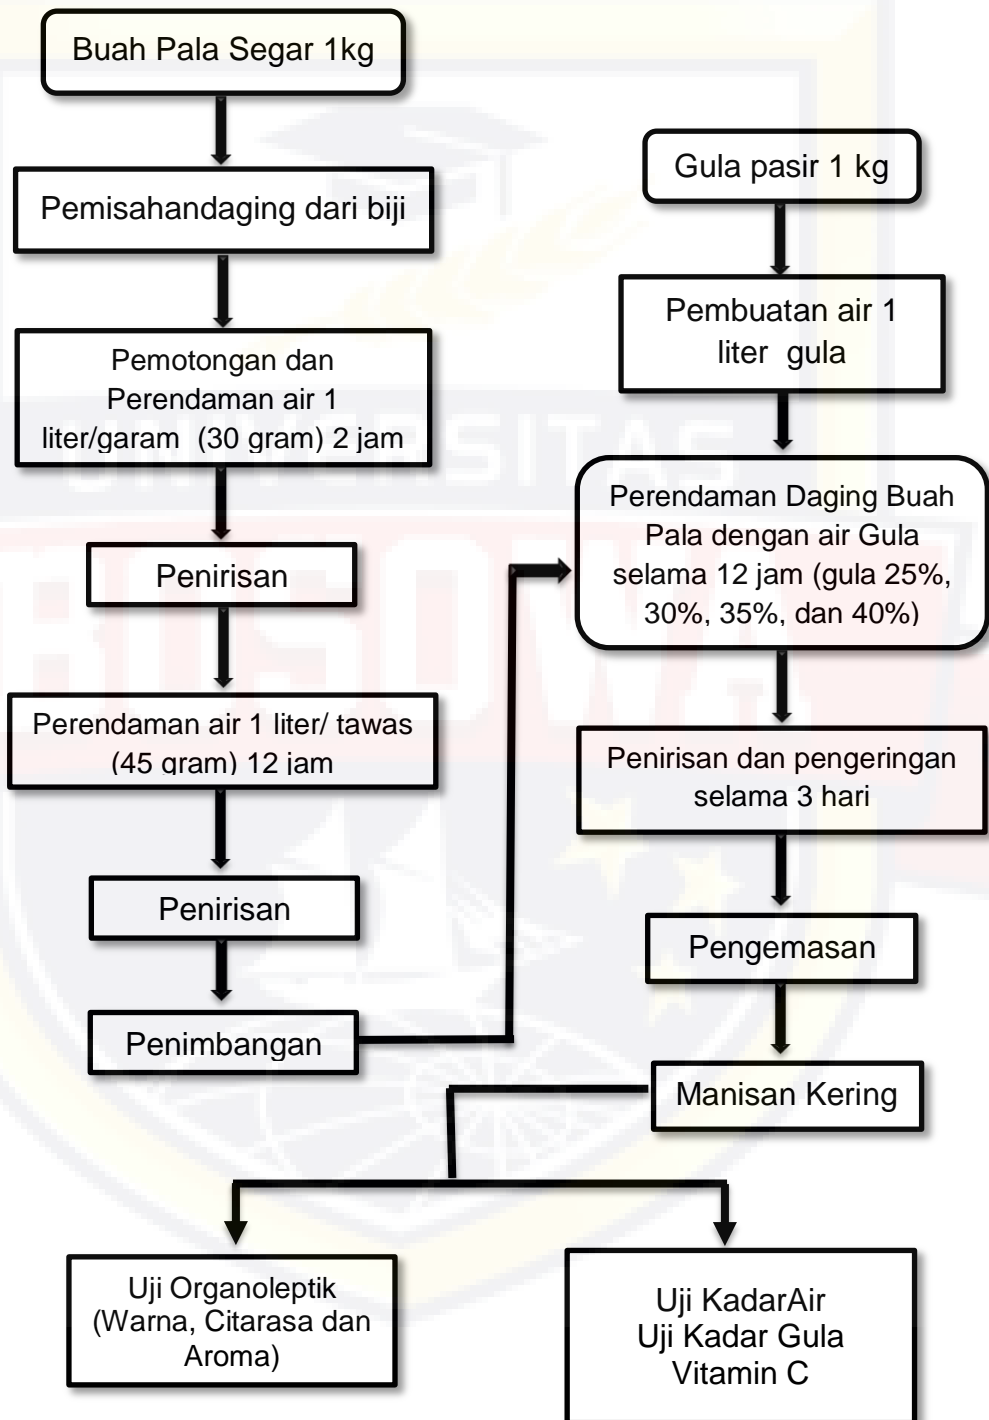 Buah Pala Segar 1kg
Pemisahandaging dari biji
Pemotongan dan
Perendaman air 1
liter/garam (30 gram) 2 jam
Penirisan
Perendaman air 1 liter/ tawas
(45 gram) 12 jam
Penirisan
Penimbangan
Gula pasir 1 kg
Pembuatan air 1
liter gula
Perendaman Daging Buah
Pala dengan air Gula
selama 12 jam (gula 25%,
30%, 35%, dan 40%)
Penirisan dan pengeringan
selama 3 hari
Pengemasan
Manisan Kering
Uji Organoleptik
(Warna, Citarasa dan
Aroma)
Uji KadarAir
Uji Kadar Gula
Vitamin C
UNIVERSITAS
BOSOWA